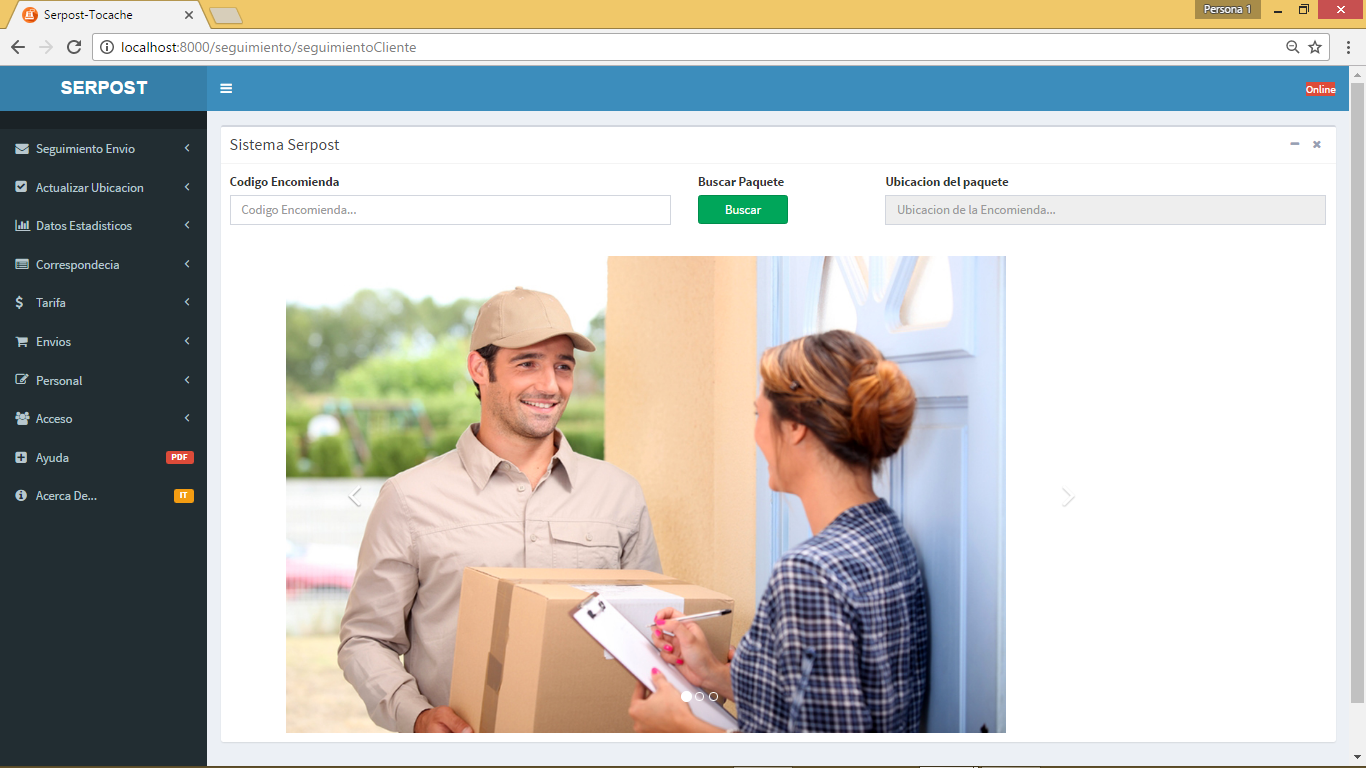 Serpost-Tocache
Persona 1
localhost:8000/seguimiento/seguimientoCliente
SERPOST
Online
Seguimiento Envio
Actualizar Ubicacion
Datos Estadisticos
Correspondecia
Tarifa
Envios
Personal
Acceso
Ayuda PDF
Acerca De... IT
Sistema Serpost
Codigo Encomienda
Codigo Encomienda...
Buscar Paquete
Buscar
Ubicacion del paquete
Ubicacion de la Encomienda...